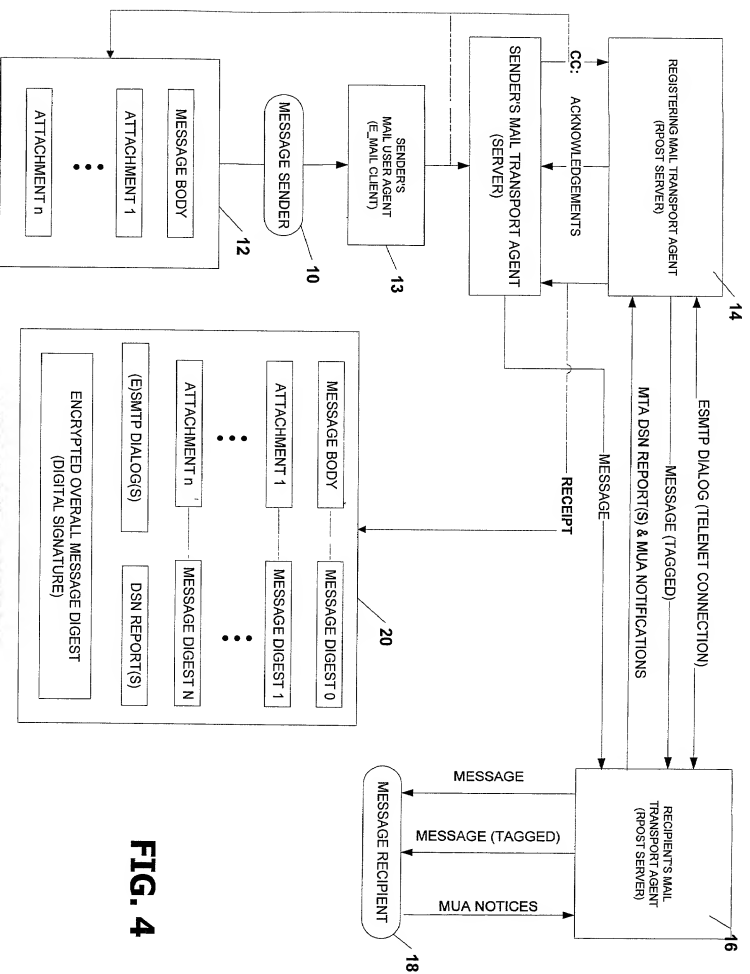 REGISTERING MAIL TRANSPORT AGENT
(RPOST SERVER)
14
ESMTP DIALOG (TELENET CONNECTION)
MESSAGE (TAGGED)
MTA DSN REPORT(S) & MUA NOTIFICATIONS
RECIPIENT'S MAIL
TRANSPORT AGENT
(RPOST SERVER)
16
CC:
ACKNOWLEDGEMENTS
SENDER'S MAIL TRANSPORT AGENT
(SERVER)
MESSAGE
RECEIPT
SENDER'S
MAIL USER AGENT
(E_MAIL CLIENT)
13
MESSAGE SENDER
10
MESSAGE BODY
ATTACHMENT 1
ATTACHMENT n
12
20
MESSAGE BODY
MESSAGE DIGEST 0
ATTACHMENT 1
MESSAGE DIGEST 1
ATTACHMENT n
MESSAGE DIGEST N
(E)SMTP DIALOG(S)
DSN REPORT(S)
ENCRYPTED OVERALL MESSAGE DIGEST
(DIGITAL SIGNATURE)
MESSAGE
MESSAGE (TAGGED)
MUA NOTICES
MESSAGE RECIPIENT
18
FIG. 4